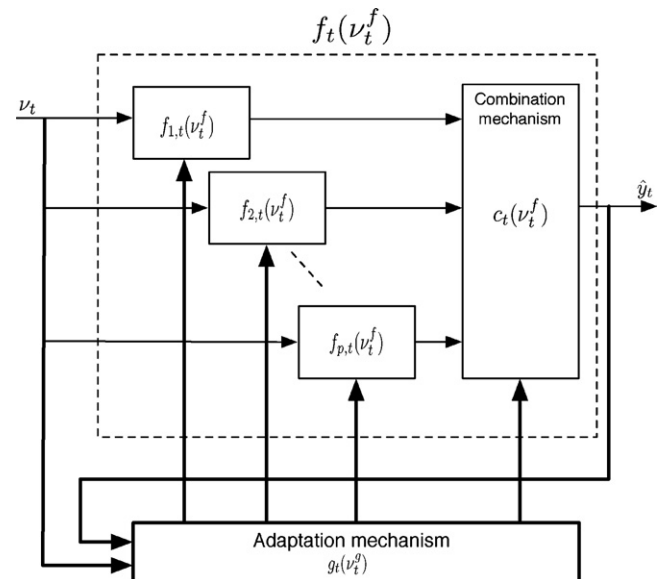 f_t(ν_t^f)
ν_t
f_{1,t}(ν_t^f)
Combination
mechanism
f_{2,t}(ν_t^f)
c_t(ν_t^f)
ŷ_t
f_{p,t}(ν_t^f)
Adaptation mechanism
g_t(ν_t^g)